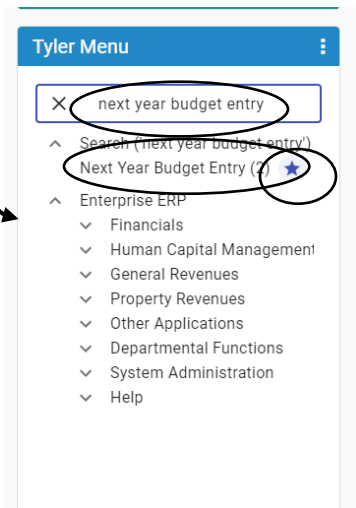 Tyler Menu
next year budget entry
Search ('next year budget entry')
Next Year Budget Entry (2)
Enterprise ERP
Financials
Human Capital Management
General Revenues
Property Revenues
Other Applications
Departmental Functions
System Administration
Help